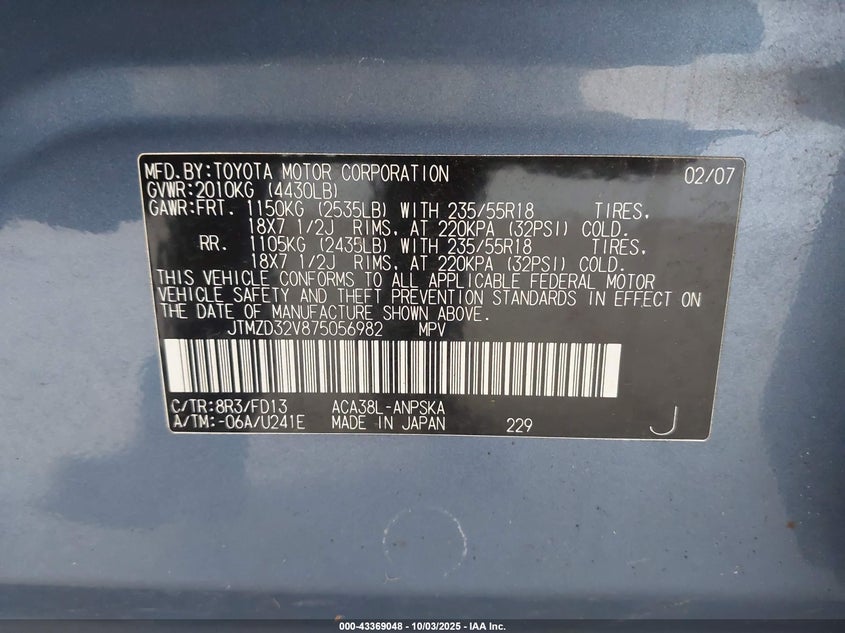 MFD.BY:TOYOTA MOTOR CORPORATION 02/07
GVWR:2010KG (4430LB)
GAWR:FRT. 1150KG (2535LB) WITH 235/55R18 TIRES,
18X7 1/2J RIMS, AT 220KPA (32PSI) COLD.
RR. 1105KG (2435LB) WITH 235/55R18 TIRES,
18X7 1/2J RIMS, AT 220KPA (32PSI) COLD.
THIS VEHICLE CONFORMS TO ALL APPLICABLE FEDERAL MOTOR
VEHICLE SAFETY AND THEFT PREVENTION STANDARDS IN EFFECT ON
THE DATE OF MANUFACTURE SHOWN ABOVE.
JTMZD32V875056982 MPV
C/TR:8R3/FD13 ACA38L-ANPSKA
A/TM:-06A/U241E MADE IN JAPAN 229 J
000-43369048 - 10/03/2025 - IAA Inc.